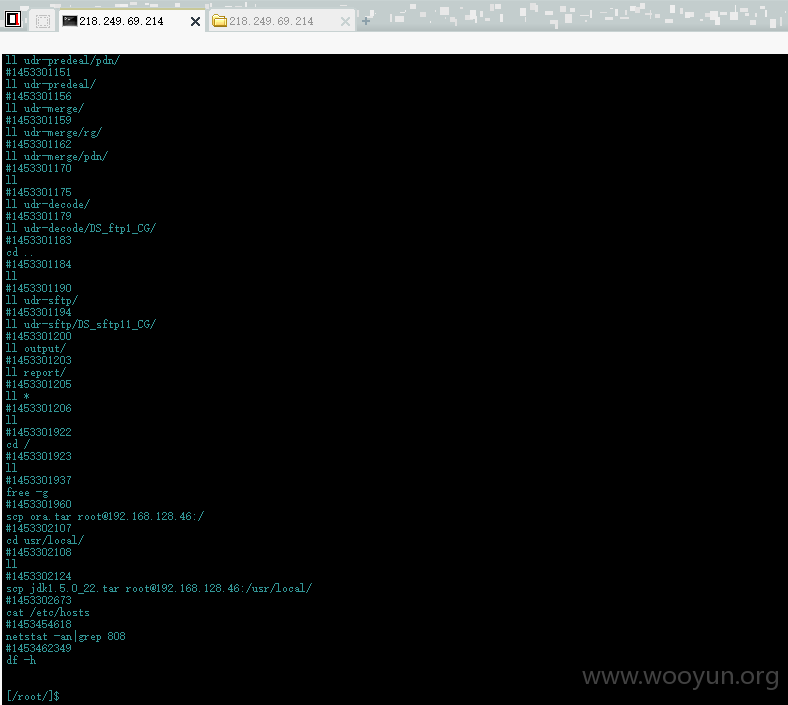 218.249.69.214
218.249.69.214
ll udr-predeal/pdn/
#1453301151
ll udr-predeal/
#1453301156
ll udr-merge/
#1453301159
ll udr-merge/rg/
#1453301162
ll udr-merge/pdn/
#1453301170
ll
#1453301175
ll udr-decode/
#1453301179
ll udr-decode/DS_ftp1_CG/
#1453301183
cd ..
#1453301184
ll
#1453301190
ll udr-sftp/
#1453301194
ll udr-sftp/DS_sftp11_CG/
#1453301200
ll output/
#1453301203
ll report/
#1453301205
ll *
#1453301206
ll
#1453301922
cd /
#1453301923
ll
#1453301937
free -g
#1453301960
scp ora.tar root@192.168.128.46:/
#1453302107
cd usr/local/
#1453302108
ll
#1453302124
scp jdk1.5.0_22.tar root@192.168.128.46:/usr/local/
#1453302673
cat /etc/hosts
#1453454618
netstat -an|grep 808
#1453462349
df -h
[/root/]$
www.wooyun.org